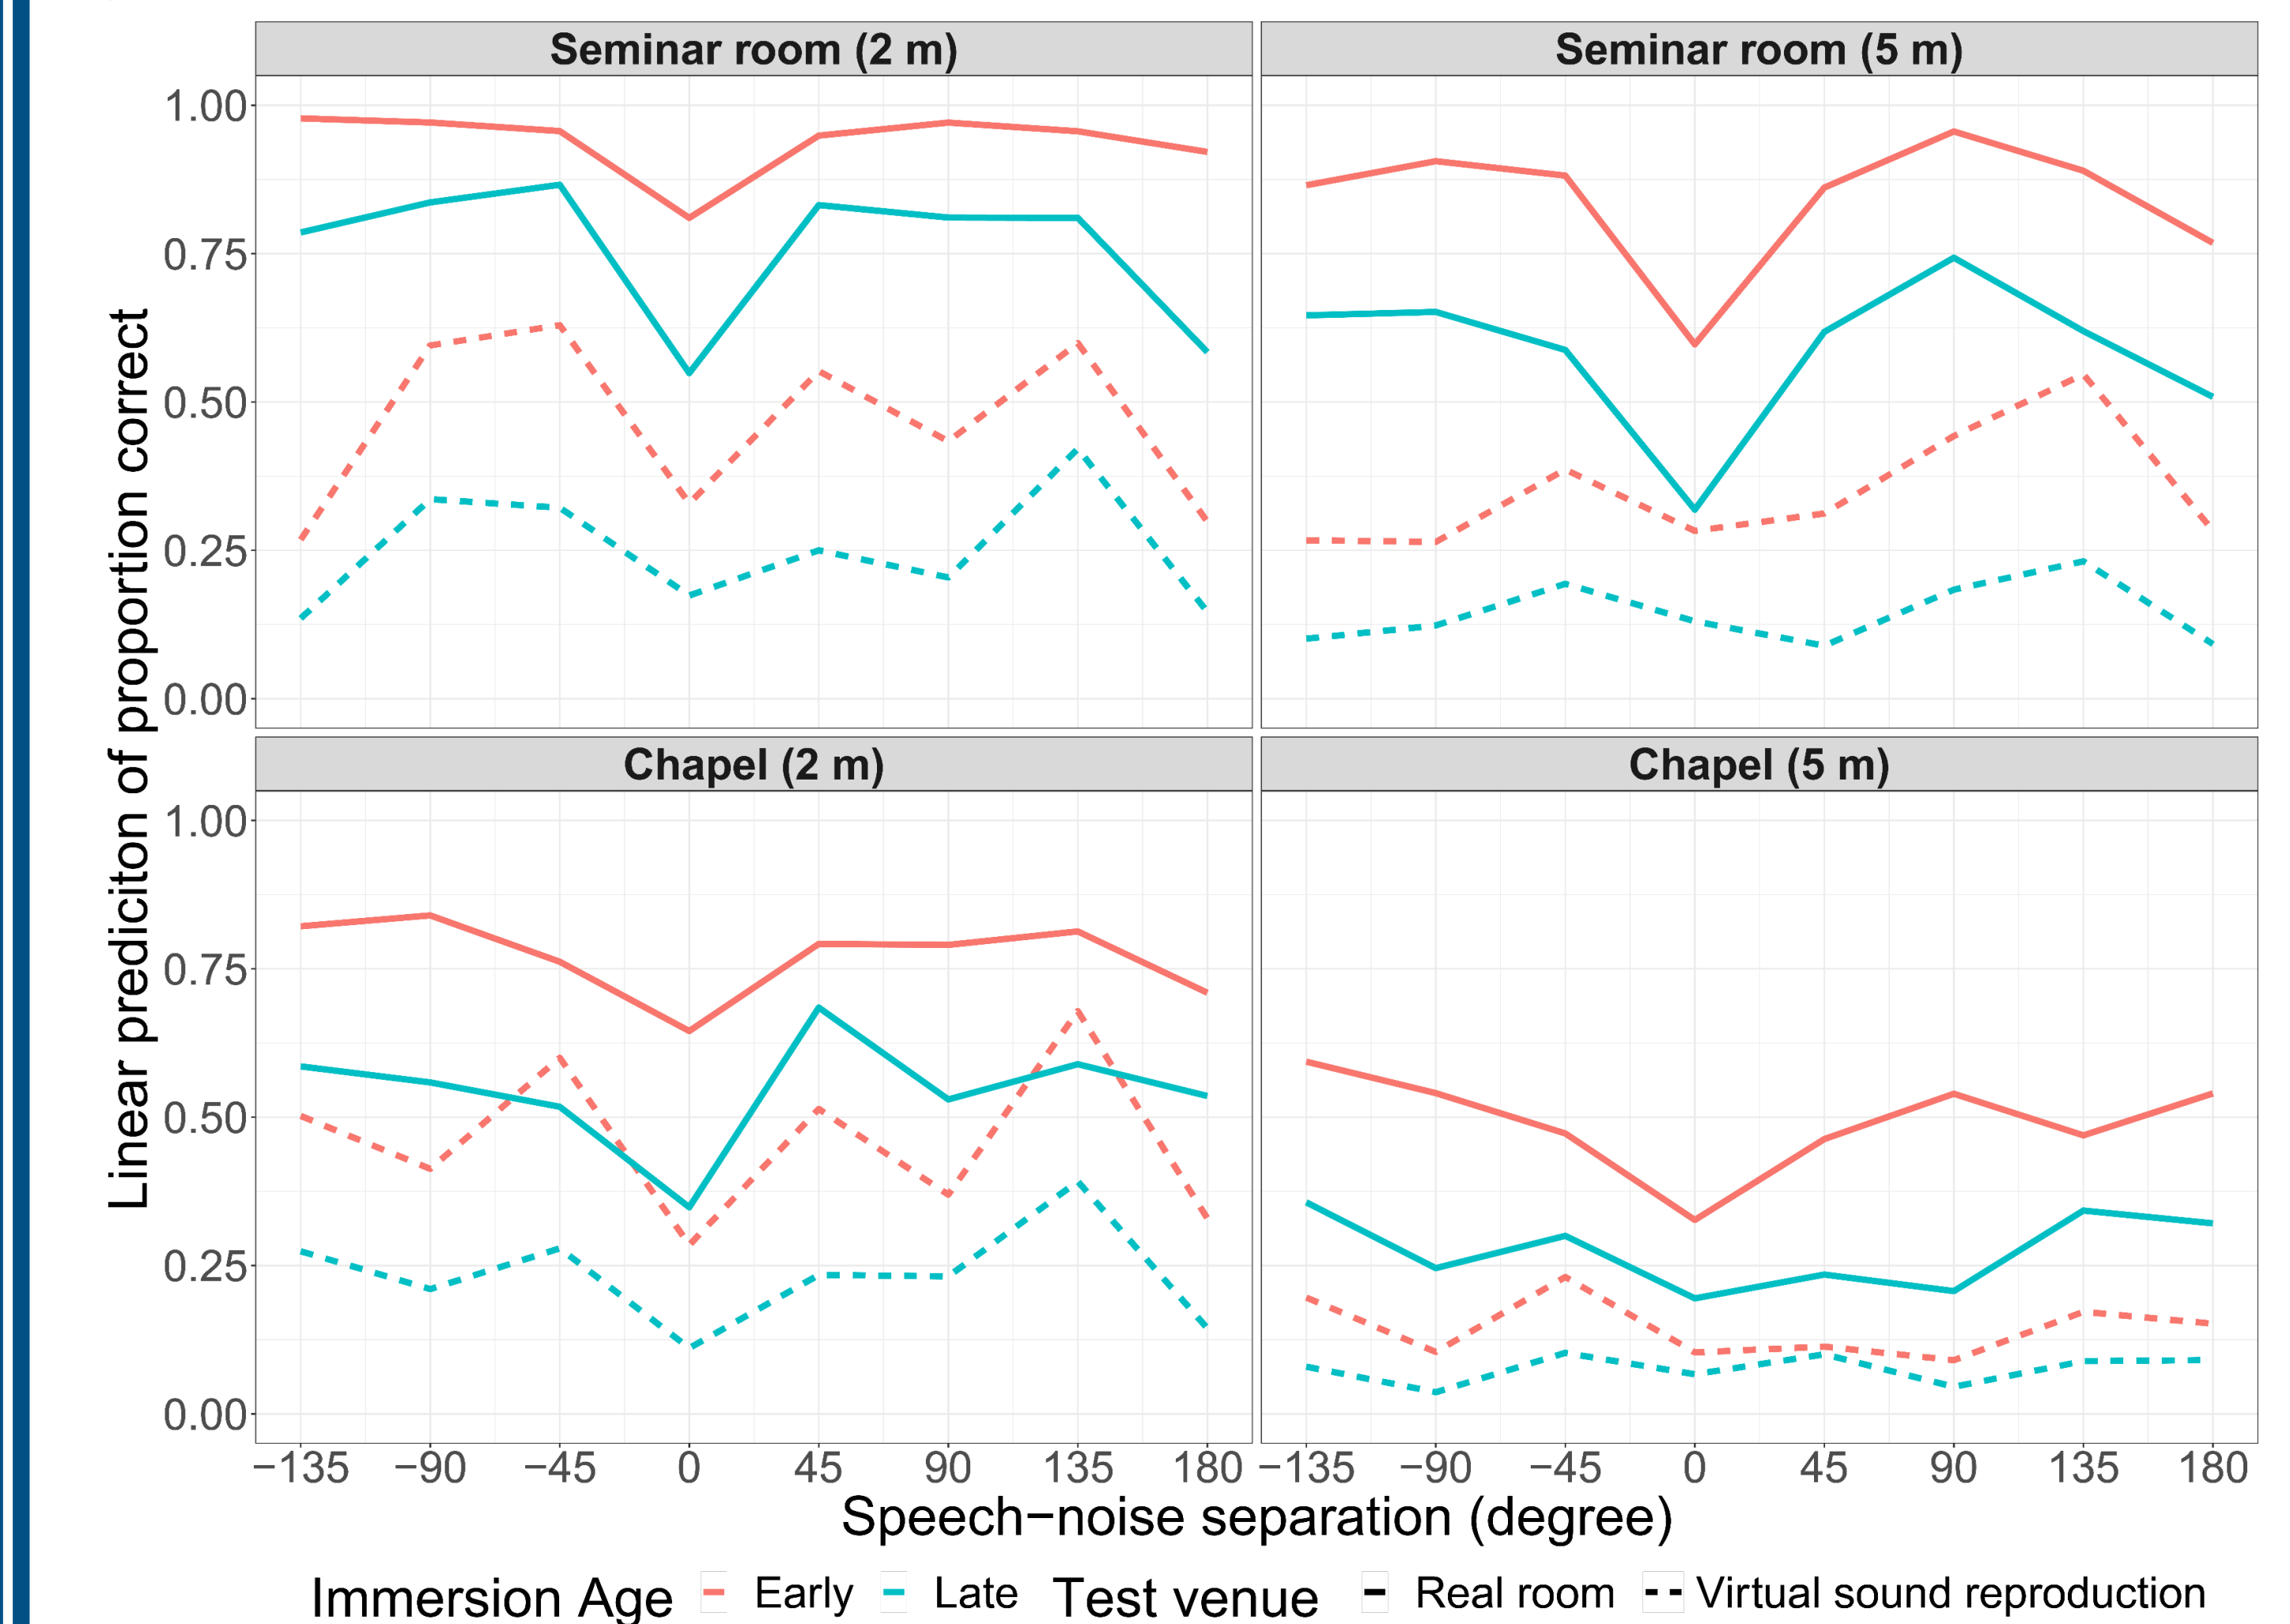 Seminar room (2 m) Seminar room (5 m)
1.00
0.75
0.50
0.25
0.00
Chapel (2 m) Chapel (5 m)
1.00
0.75
0.50
0.25
0.00
Linear prediciton of proportion correct
−135 −90 −45 0 45 90 135 180 −135 −90 −45 0 45 90 135 180
Speech−noise separation (degree)
Immersion Age Early Late Test venue Real room Virtual sound reproduction